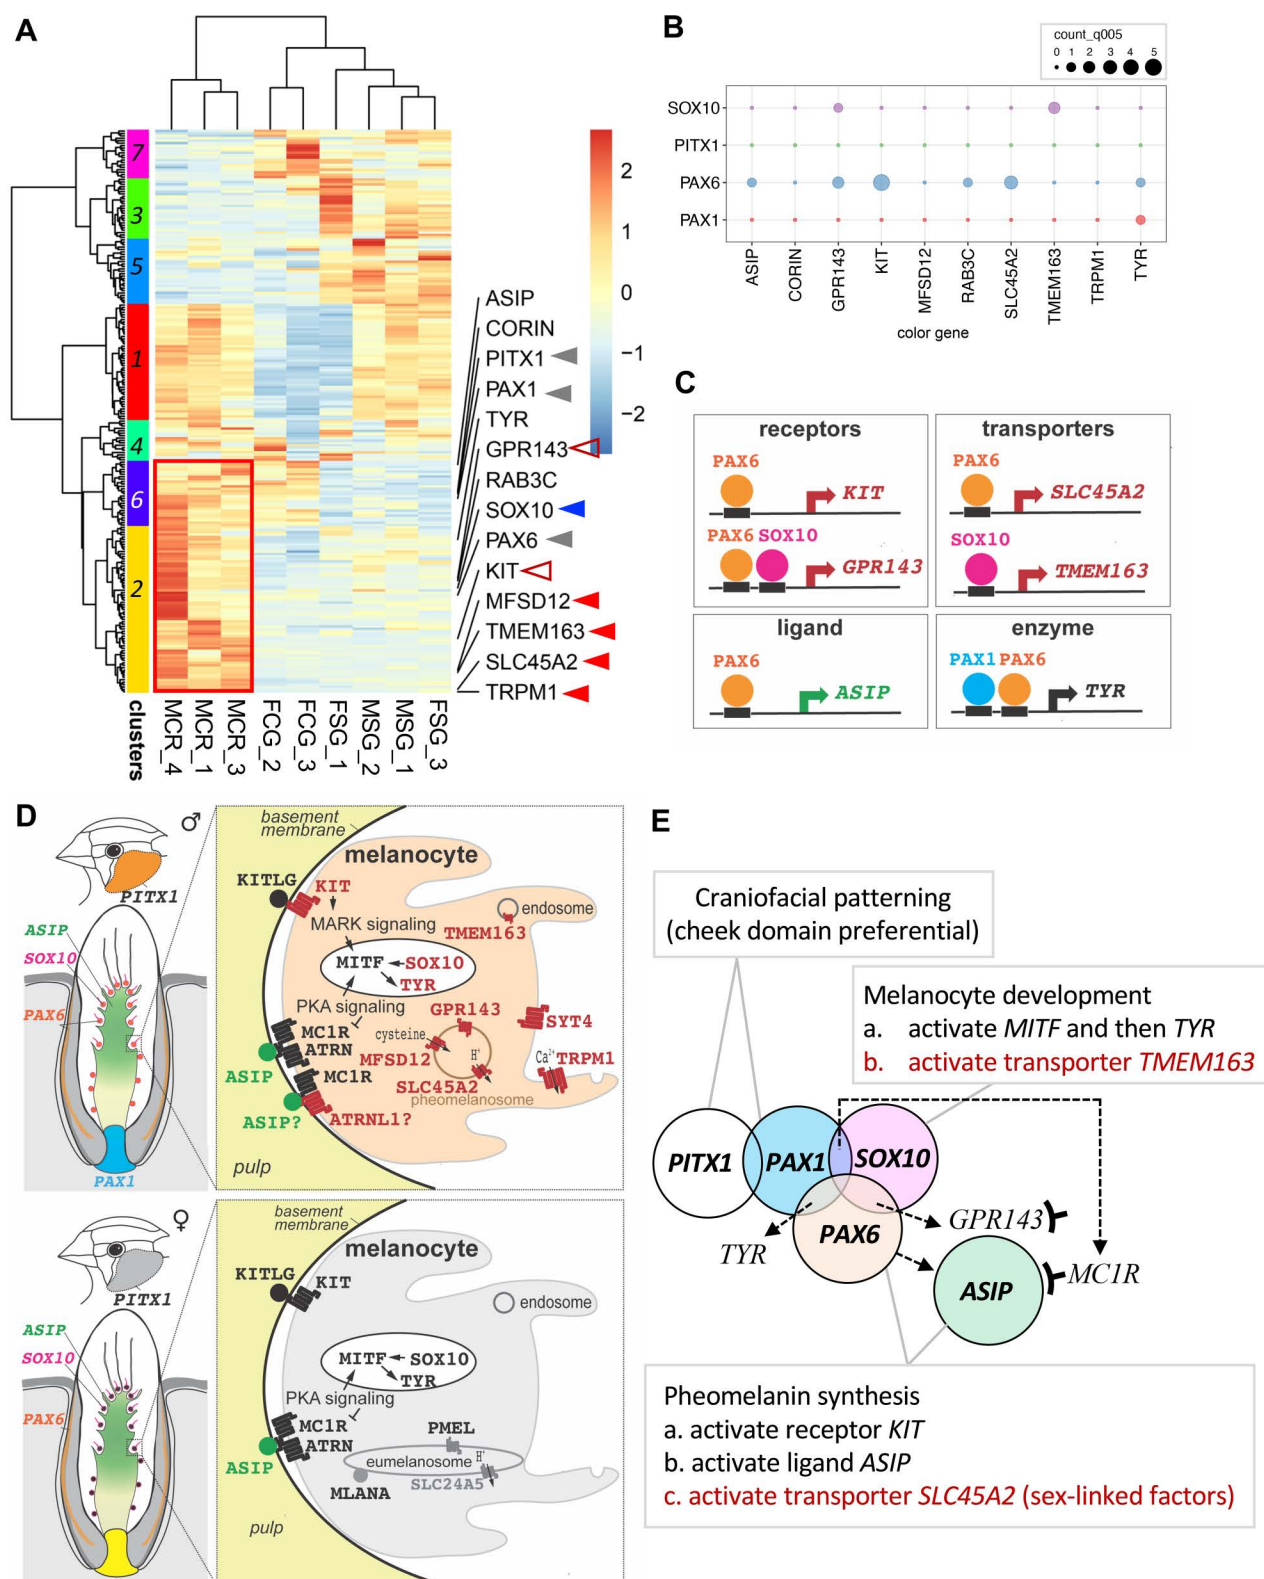 A
7
3
5
1
4
6
2
clusters
MCR_4
MCR_1
MCR_3
FCG_2
FCG_3
FSG_1
MSG_2
MSG_1
FSG_3
2
1
0
−1
−2
ASIP
CORIN
PITX1
PAX1
TYR
GPR143
RAB3C
SOX10
PAX6
KIT
MFSD12
TMEM163
SLC45A2
TRPM1
B
count_q005
0 1 2 3 4 5
SOX10
PITX1
PAX6
PAX1
ASIP
CORIN
GPR143
KIT
MFSD12
RAB3C
SLC45A2
TMEM163
TRPM1
TYR
color gene
C
receptors
PAX6
KIT
PAX6 SOX10
GPR143
transporters
PAX6
SLC45A2
SOX10
TMEM163
ligand
PAX6
ASIP
enzyme
PAX1 PAX6
TYR
D
♂
PITX1
ASIP
SOX10
PAX6
PAX1
basement
membrane
melanocyte
KITLG
KIT
endosome
MARK signaling
TMEM163
MITF
SOX10
TYR
PKA signaling
GPR143
MC1R
cysteine
SYT4
ATRN
MFSD12
H+
Ca2+
TRPM1
ASIP
MC1R
SLC45A2
pheomelanosome
ASIP?
ATRNL1?
pulp
♀
PITX1
ASIP
SOX10
PAX6
basement
membrane
melanocyte
KITLG
KIT
endosome
MITF
SOX10
TYR
PKA signaling
MC1R
PMEL
ATRN
eumelanosome
H+
ASIP
SLC24A5
MLANA
pulp
E
Craniofacial patterning
(cheek domain preferential)
Melanocyte development
a. activate MITF and then TYR
b. activate transporter TMEM163
PITX1
PAX1
SOX10
PAX6
TYR
GPR143
MC1R
ASIP
Pheomelanin synthesis
a. activate receptor KIT
b. activate ligand ASIP
c. activate transporter SLC45A2 (sex-linked factors)